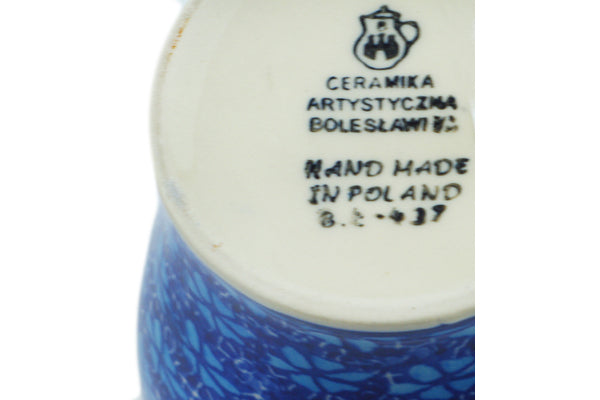 CERAMIKA
ARTYSTYCZNA
BOLESŁAWIEC
HAND MADE
IN POLAND